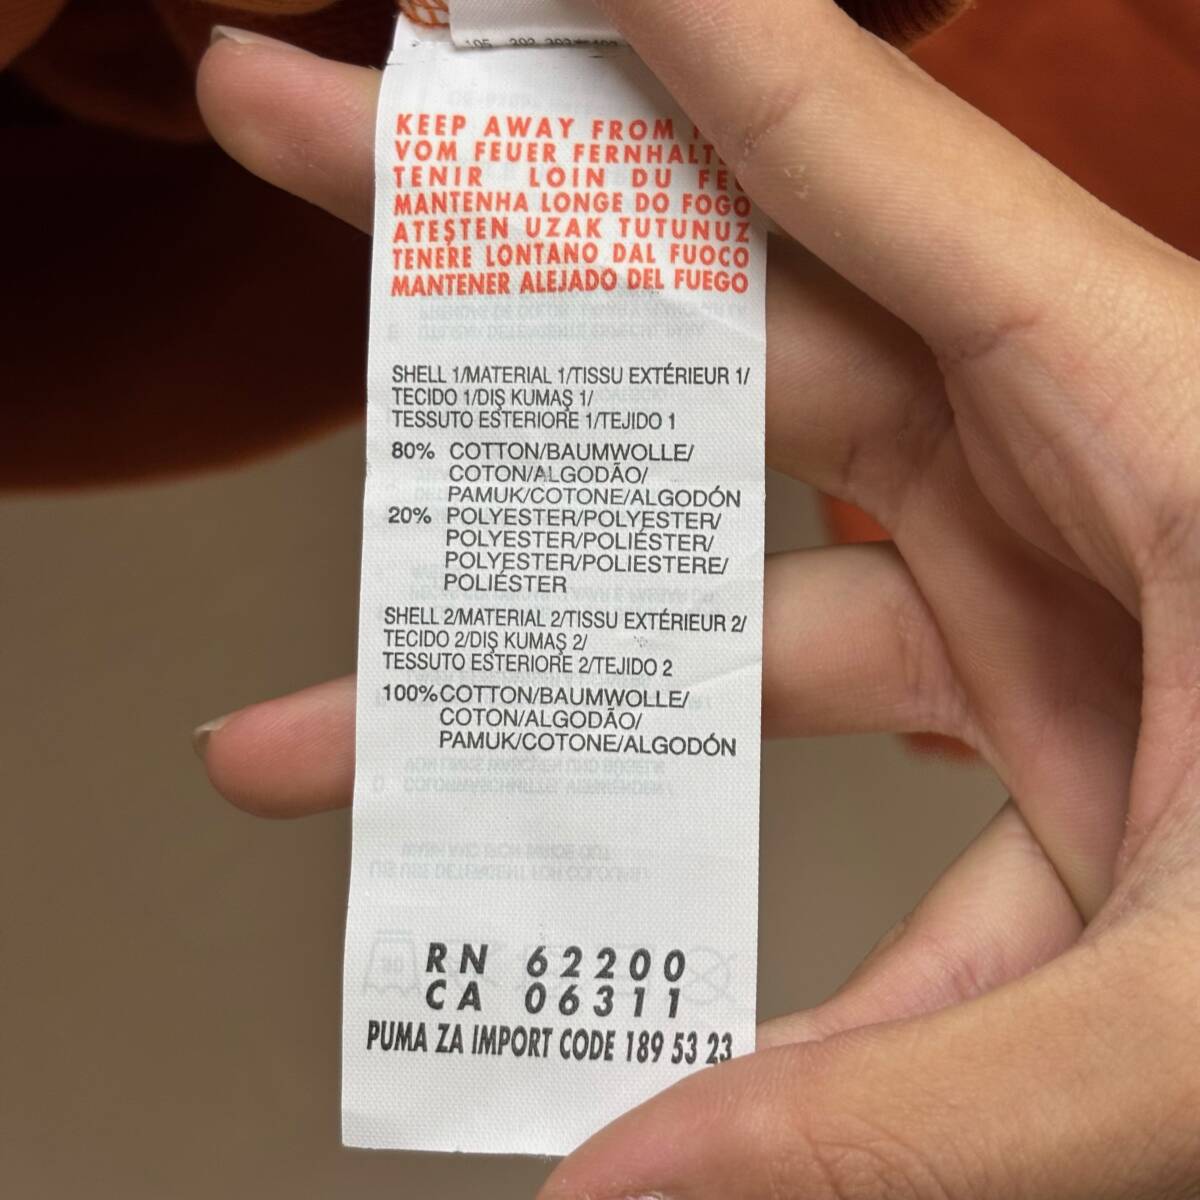 KEEP AWAY FROM
VOM FEUER
TENIR LOIN DU
MANTENHA LONGE DO FOGO
ATEŞTEN UZAK TUTUNUZ
TENERE LONTANO DAL FUOCO
MANTENER ALEJADO DEL FUEGO
SHELL 1/MATERIAL 1/TISSU EXTÉRIEUR 1/
TECIDO 1/DIŞ KUMAŞ 1/
TESSUTO ESTERIORE 1/TEJIDO 1
80% COTTON/BAUMWOLLE/
COTON/ALGODÃO/
PAMUK/COTONE/ALGODÓN
20% POLYESTER/POLYESTER/
POLYESTER/POLIÉSTER/
POLYESTER/POLIESTERE/
POLIÉSTER
SHELL 2/MATERIAL 2/TISSU EXTÉRIEUR 2/
TECIDO 2/DIŞ KUMAŞ 2/
TESSUTO ESTERIORE 2/TEJIDO 2
100% COTTON/BAUMWOLLE/
COTON/ALGODÃO/
PAMUK/COTONE/ALGODÓN
RN 62200
CA 06311
PUMA ZA IMPORT CODE 189 53 23